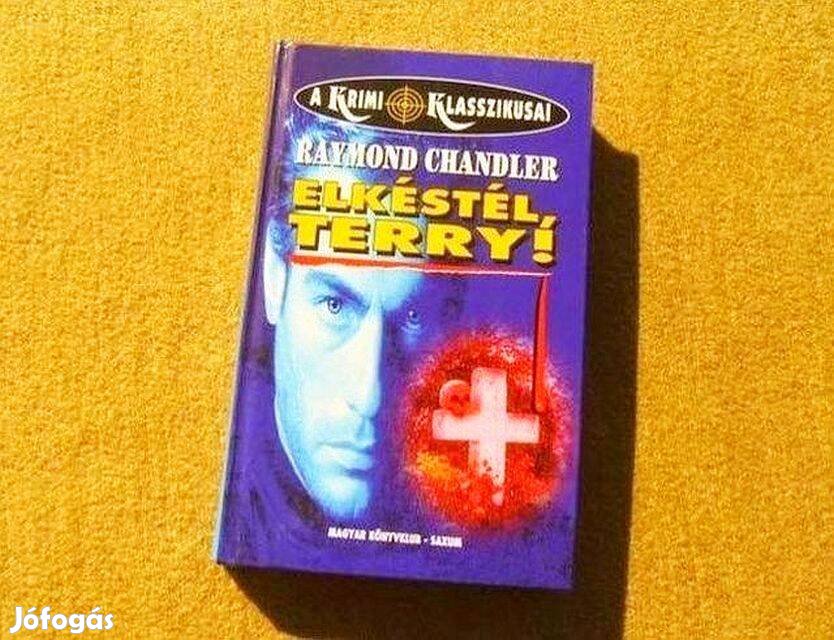 A KRIMI KLASSZIKUSAI
RAYMOND CHANDLER
ELKÉSTÉL,
TERRY!
MAGYAR KÖNYVKLUB - SAXUM
Jófogás